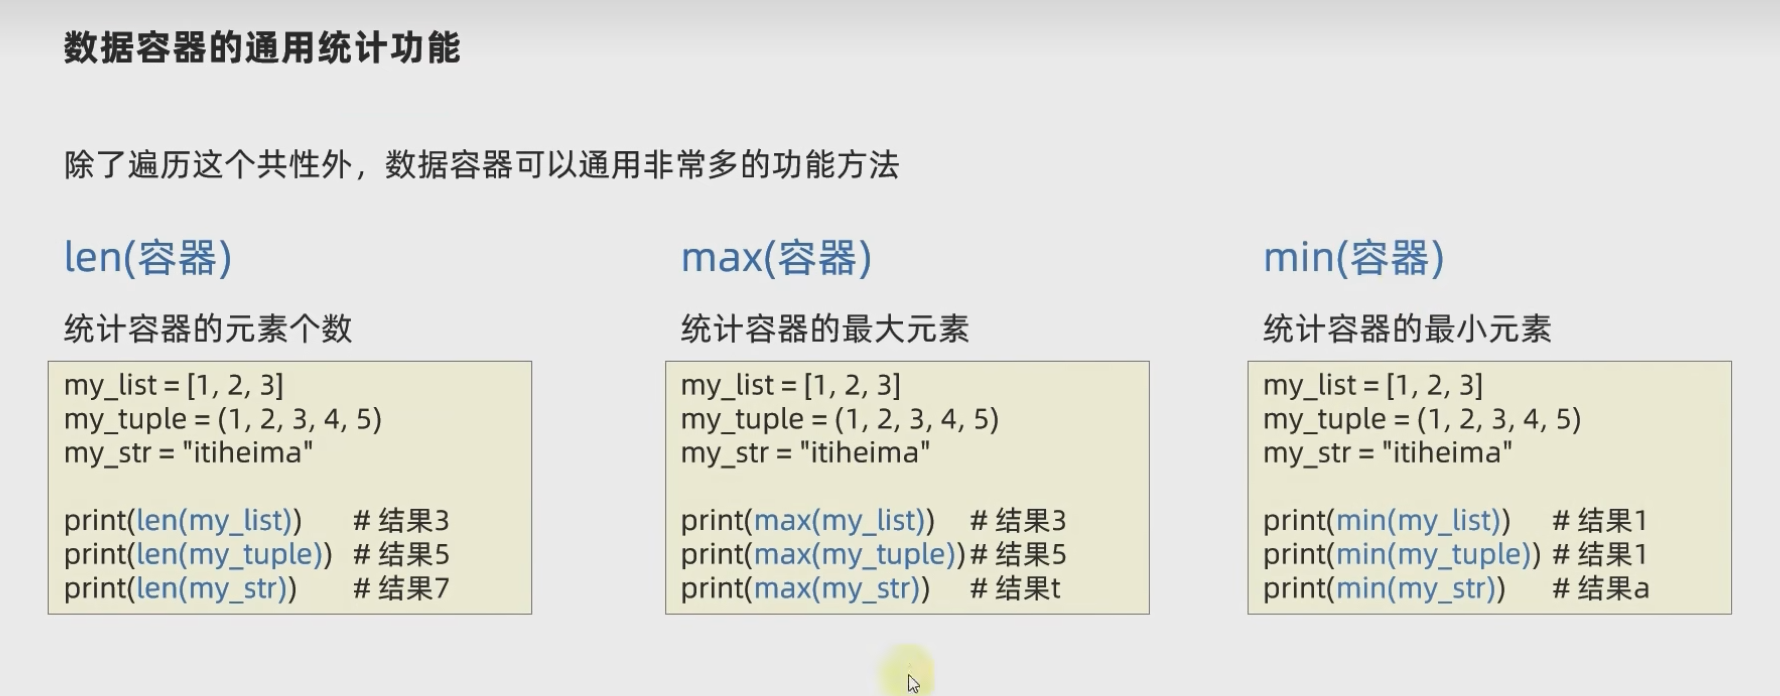 数据容器的通用统计功能
除了遍历这个共性外，数据容器可以通用非常多的功能方法
len(容器)
统计容器的元素个数
my_list = [1, 2, 3]
my_tuple = (1, 2, 3, 4, 5)
my_str = "itiheima"
print(len(my_list)) # 结果3
print(len(my_tuple)) # 结果5
print(len(my_str)) # 结果7
max(容器)
统计容器的最大元素
my_list = [1, 2, 3]
my_tuple = (1, 2, 3, 4, 5)
my_str = "itiheima"
print(max(my_list)) # 结果3
print(max(my_tuple)) # 结果5
print(max(my_str)) # 结果t
min(容器)
统计容器的最小元素
my_list = [1, 2, 3]
my_tuple = (1, 2, 3, 4, 5)
my_str = "itiheima"
print(min(my_list)) # 结果1
print(min(my_tuple)) # 结果1
print(min(my_str)) # 结果a